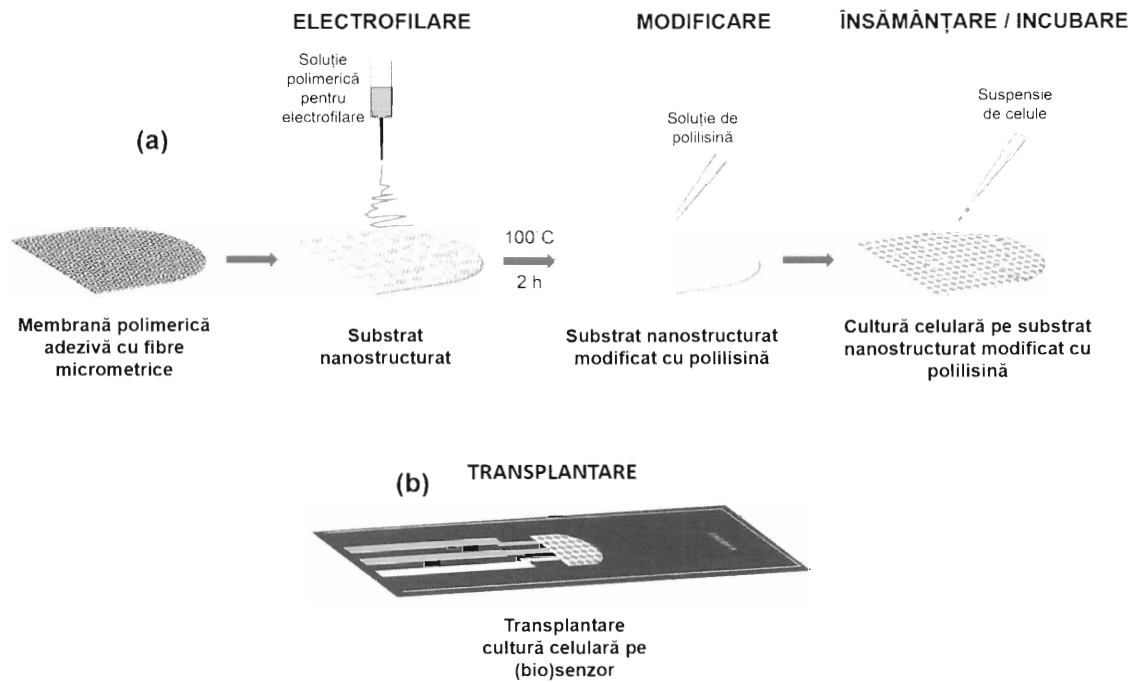 ELECTROFILARE
MODIFICARE
ÎNSĂMÂNȚARE / INCUBARE
Soluție
polimerică
pentru
electrofilare
Soluție de
polilisină
Suspensie
de celule
(a)
100°C
2 h
Membrană polimerică
adezivă cu fibre
micrometrice
Substrat
nanostructurat
Substrat nanostructurat
modificat cu polilisină
Cultură celulară pe substrat
nanostructurat modificat cu
polilisină
(b)
TRANSPLANTARE
Transplantare
cultură celulară pe
(bio)senzor